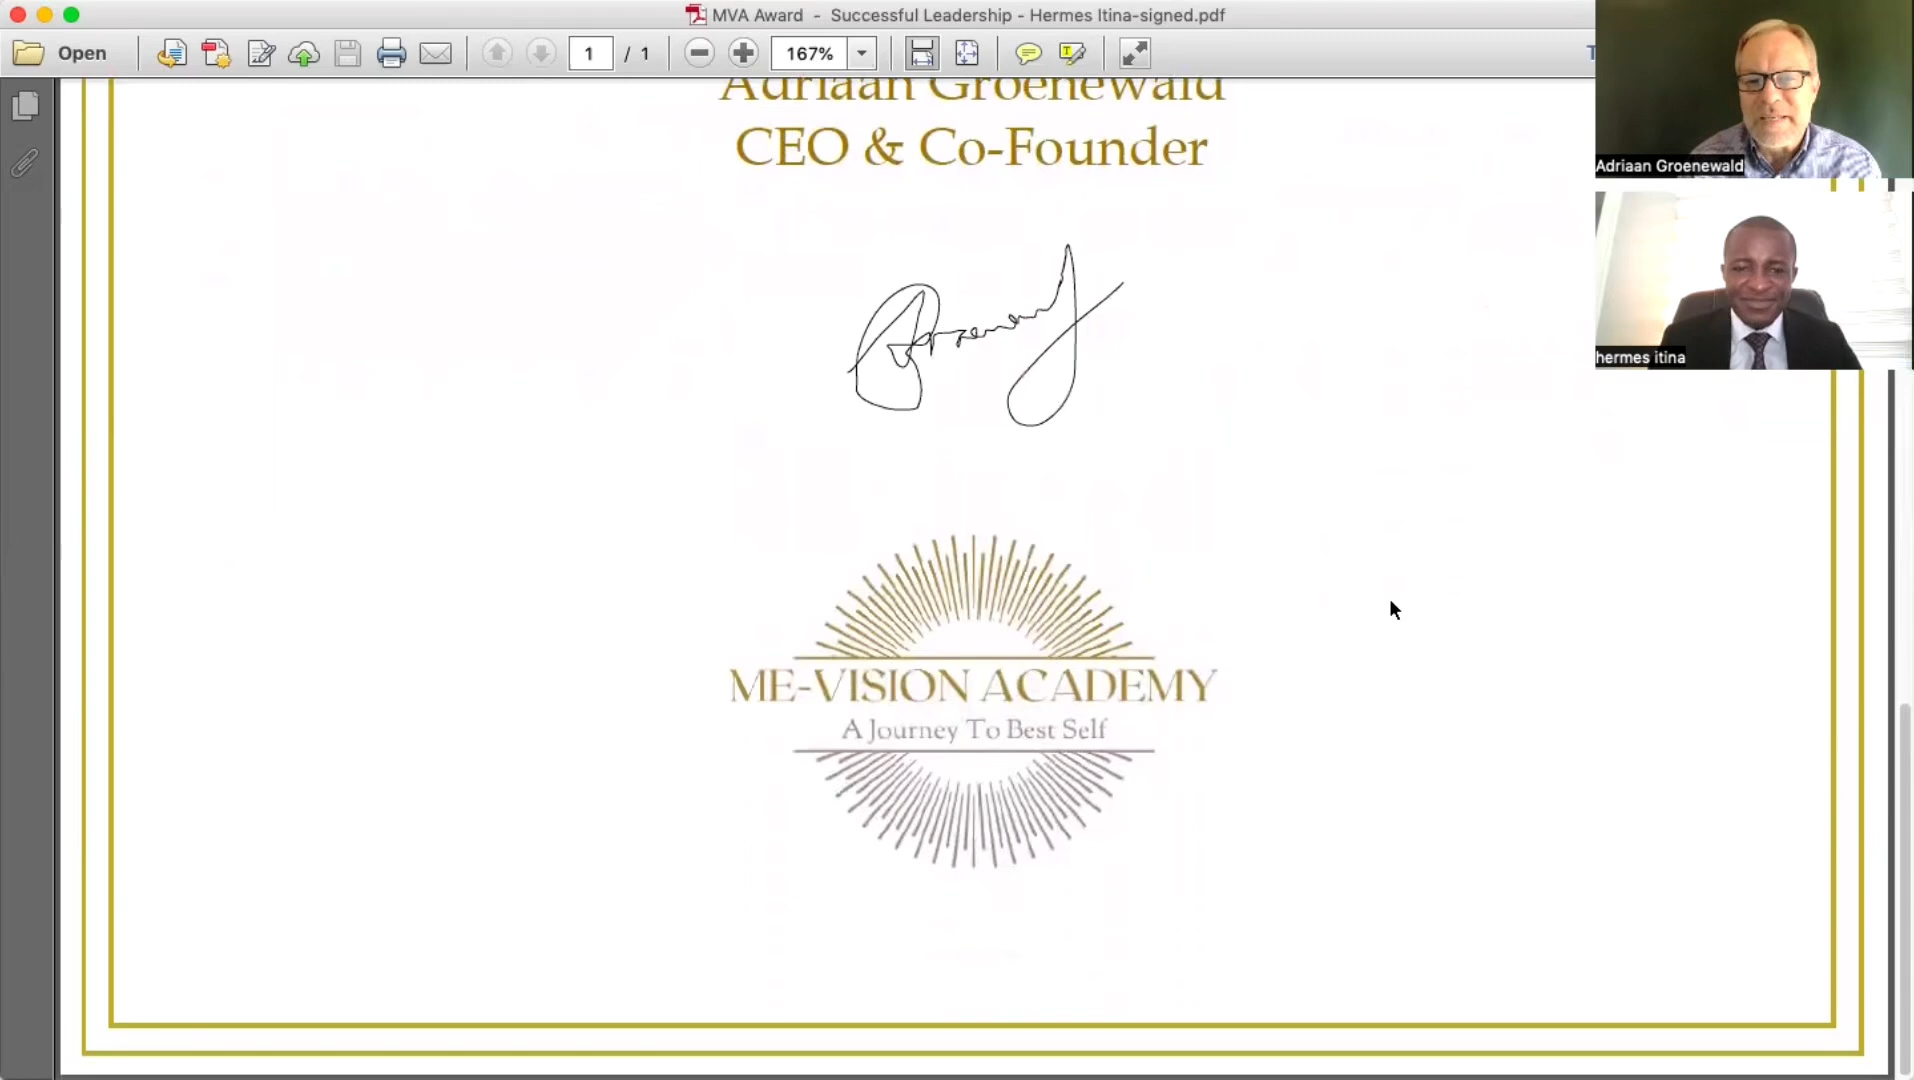 MVA Award - Successful Leadership - Hermes Itina-signed.pdf
Open
1 / 1
167%
Adriaan Groenewald
CEO & Co-Founder
ME-VISION ACADEMY
A Journey To Best Self
Adriaan Groenewald
hermes itina